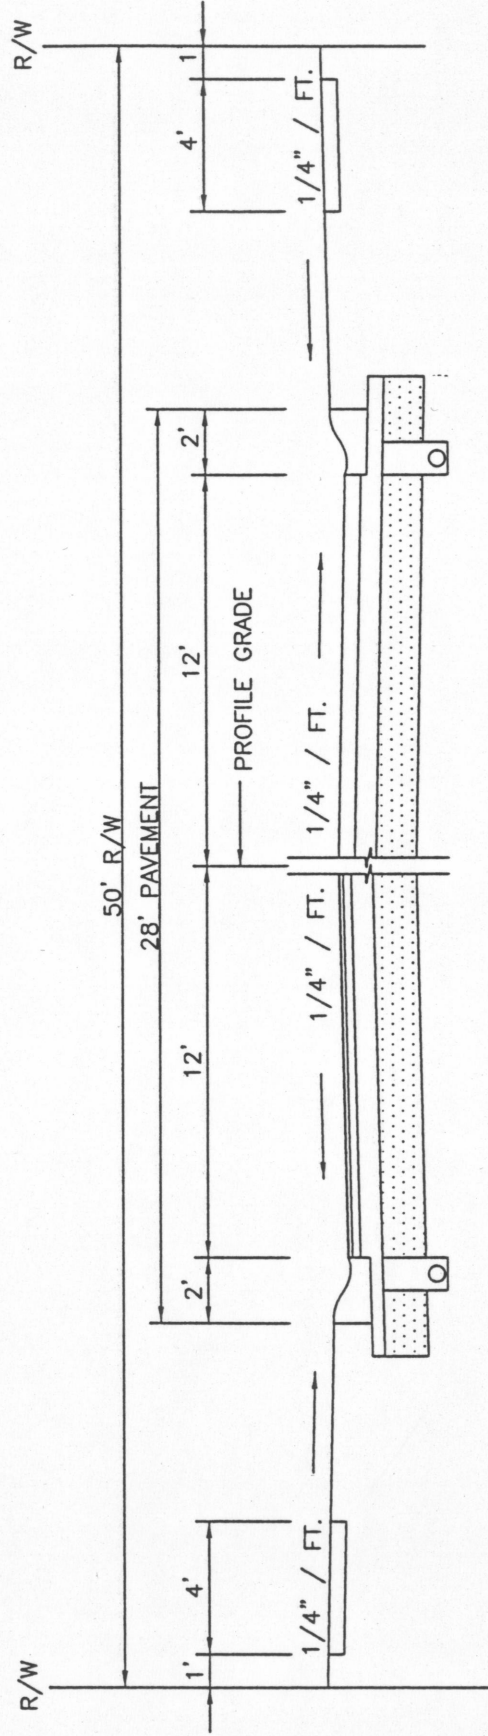 R/W
R/W
50' R/W
28' PAVEMENT
1'
4'
2'
12'
12'
2'
4'
1
PROFILE GRADE
1/4" / FT.
1/4" / FT.
1/4" / FT.
1/4" / FT.